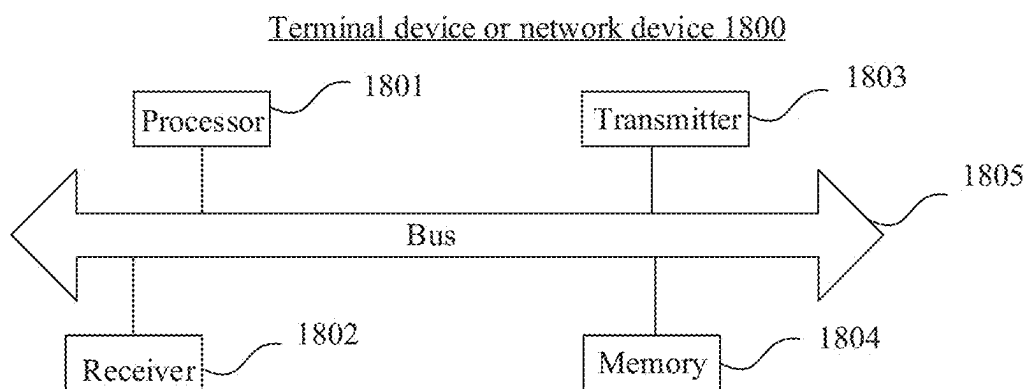 Terminal device or network device 1800
1801
1803
Processor
Transmitter
1805
Bus
1802
1804
Receiver
Memory